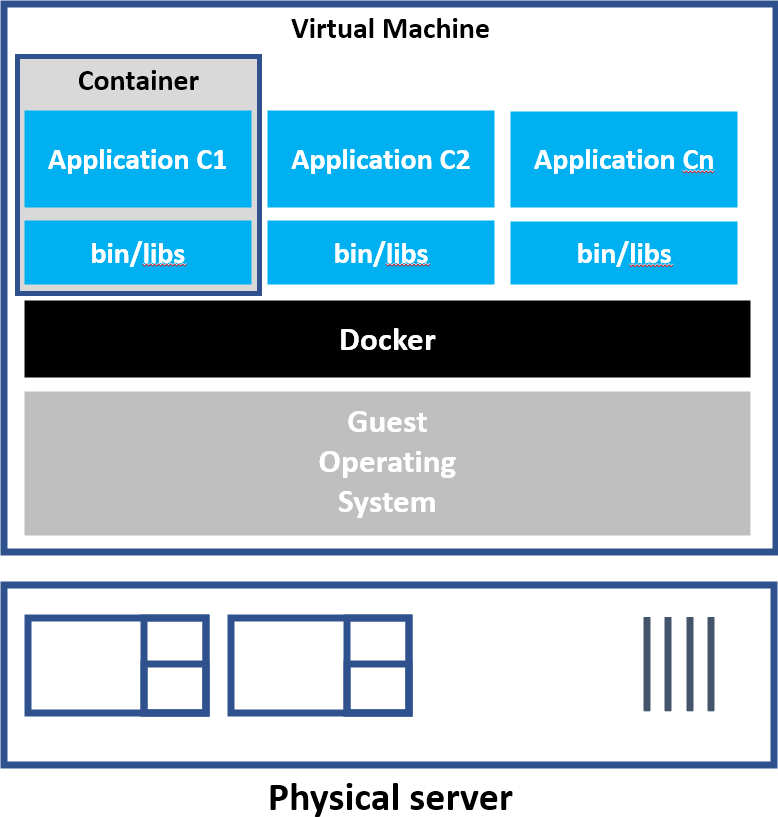 Virtual Machine
Container
Application C1
Application C2
Application Cn
bin/libs
bin/libs
bin/libs
Docker
Guest
Operating
System
Physical server